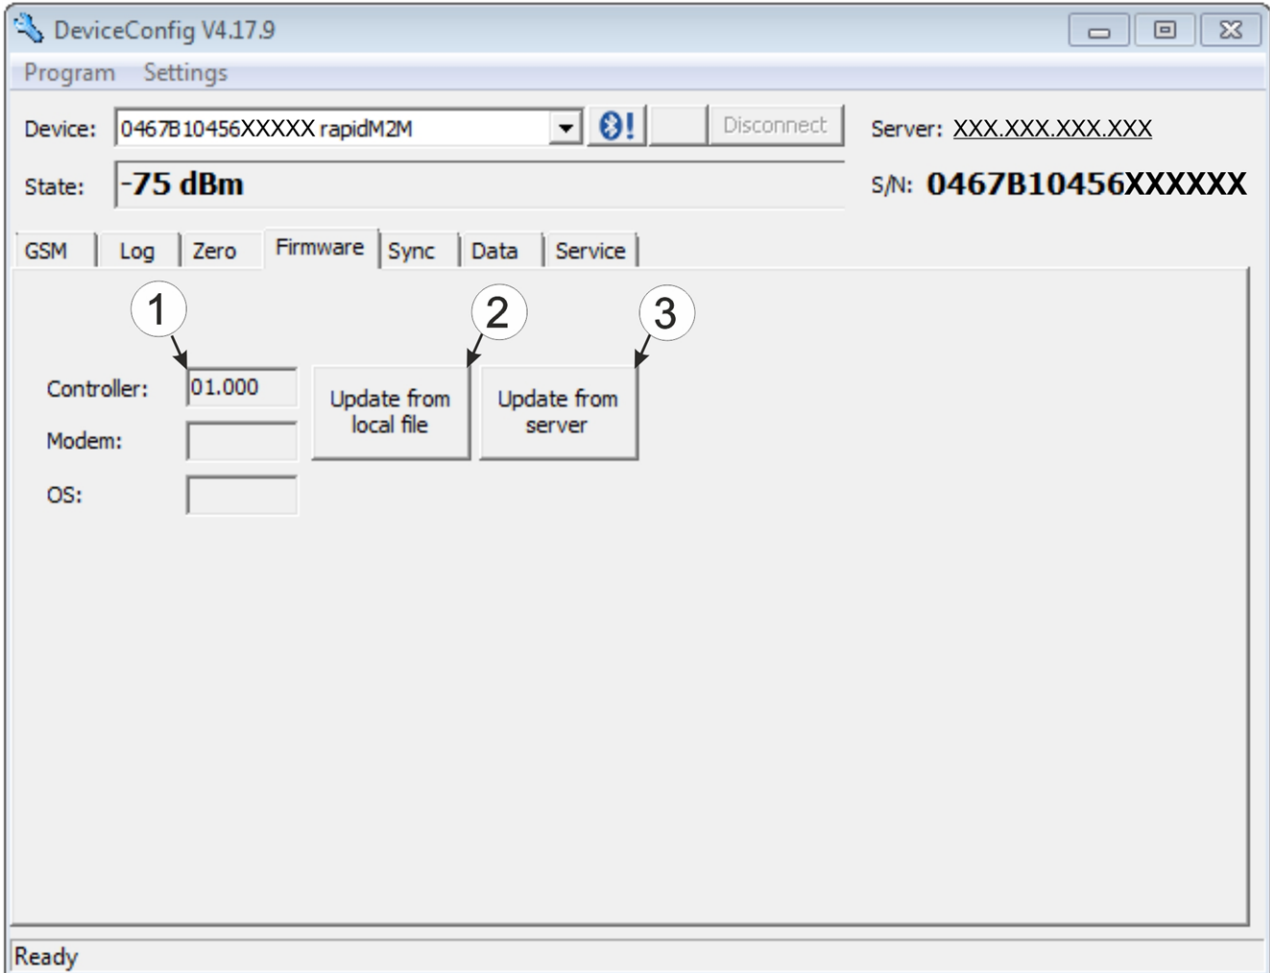 DeviceConfig V4.17.9
Program Settings
Device: 0467B10456XXXXX rapidM2M ! Disconnect Server: XXX.XXX.XXX.XXX
State: -75 dBm S/N: 0467B10456XXXXXX
GSM Log Zero Firmware Sync Data Service
1 2 3
Controller: 01.000
Update from
local file
Update from
server
Modem:
OS:
Ready